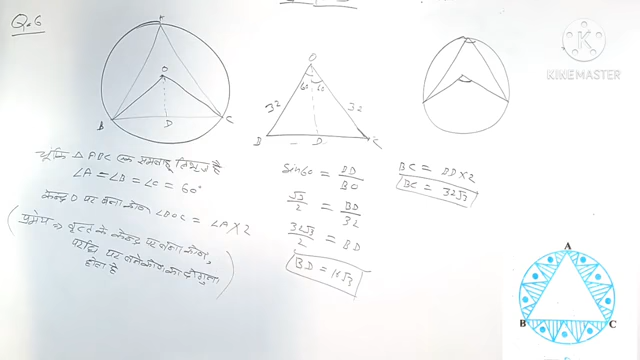 Q.6
A
O
B
D
C
O
60
60
32
32
B
D
C
K
KINEMASTER
चूँकि △ ABC एक समबाहु त्रिभुज है
∠A = ∠B = ∠C = 60°
केन्द्र O पर बना कोण ∠BOC = ∠A × 2
(प्रमेय ⇒ वृत्त के केन्द्र पर बना कोण,
परिधि पर बने कोण का दोगुना
होता है)
Sin60 = BD/BO
√3/2 = BD/32
32√3/2 = BD
BD = 16√3
BC = BD × 2
BC = 32√3
A
B
C